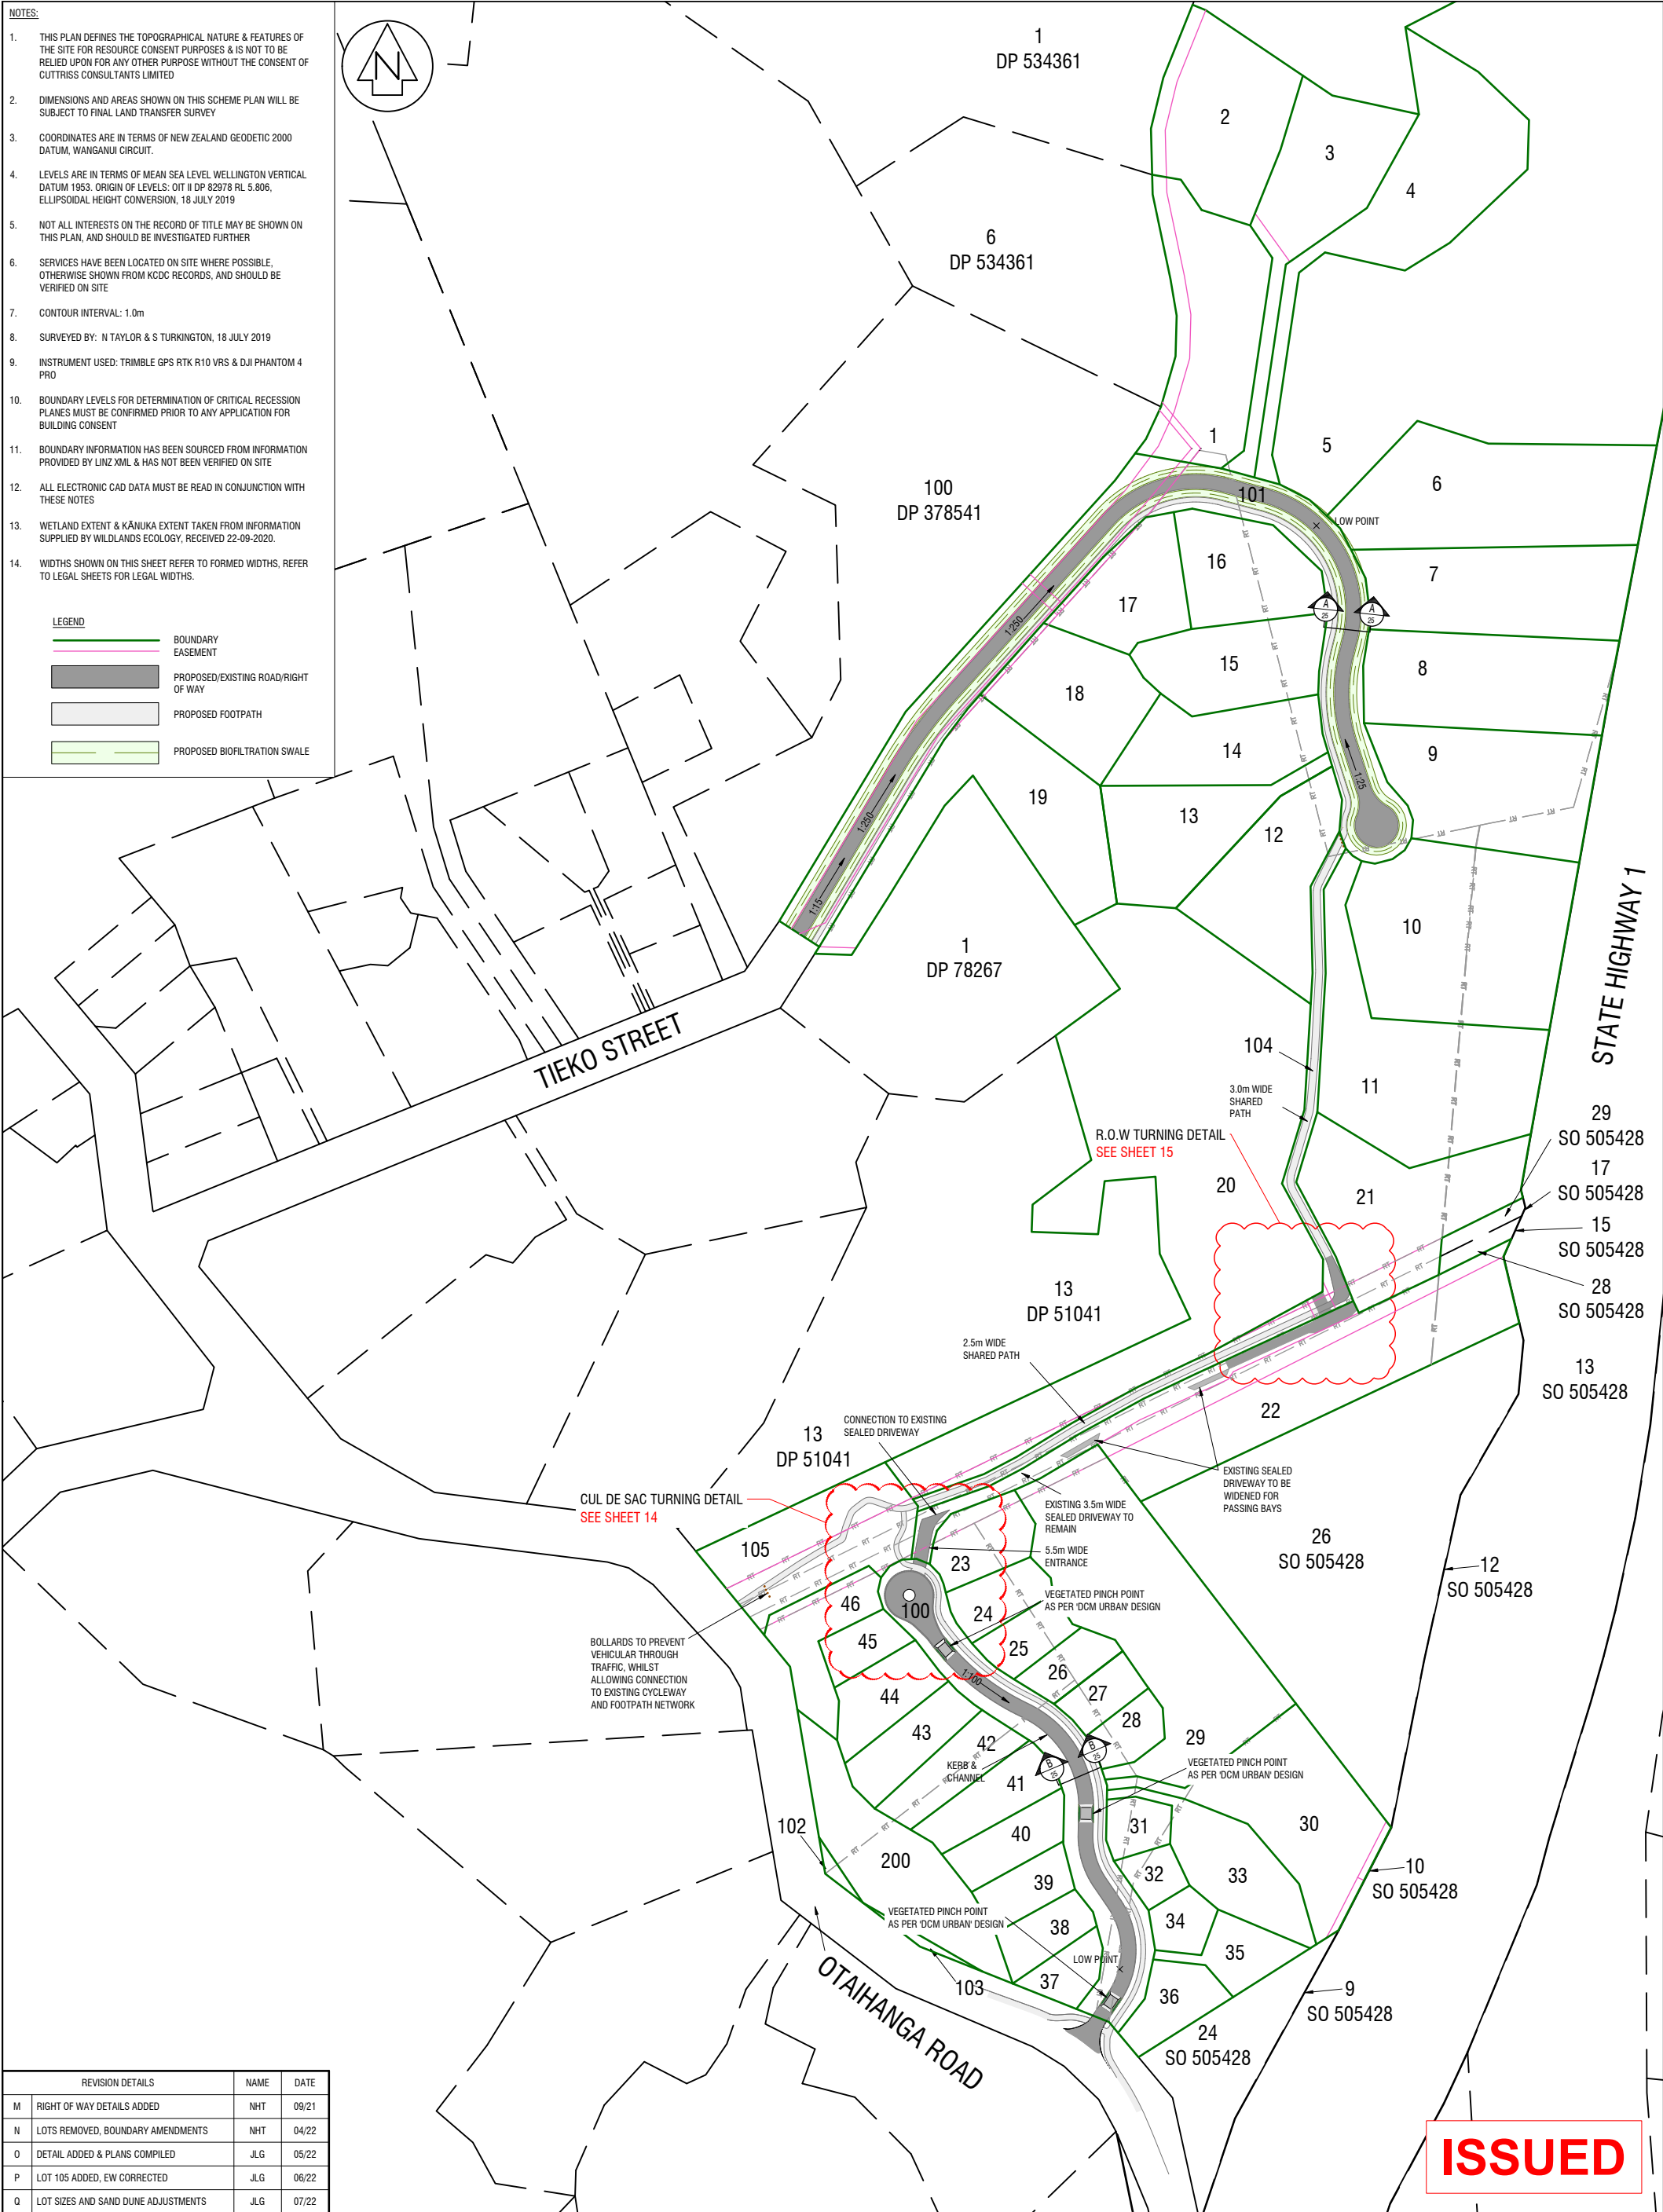 NOTES:
1. THIS PLAN DEFINES THE TOPOGRAPHICAL NATURE & FEATURES OF
THE SITE FOR RESOURCE CONSENT PURPOSES & IS NOT TO BE
RELIED UPON FOR ANY OTHER PURPOSE WITHOUT THE CONSENT OF
CUTTRISS CONSULTANTS LIMITED
2. DIMENSIONS AND AREAS SHOWN ON THIS SCHEME PLAN WILL BE
SUBJECT TO FINAL LAND TRANSFER SURVEY
3. COORDINATES ARE IN TERMS OF NEW ZEALAND GEODETIC 2000
DATUM, WANGANUI CIRCUIT.
4. LEVELS ARE IN TERMS OF MEAN SEA LEVEL WELLINGTON VERTICAL
DATUM 1953. ORIGIN OF LEVELS: OIT II DP 82978 RL 5.806,
ELLIPSOIDAL HEIGHT CONVERSION, 18 JULY 2019
5. NOT ALL INTERESTS ON THE RECORD OF TITLE MAY BE SHOWN ON
THIS PLAN, AND SHOULD BE INVESTIGATED FURTHER
6. SERVICES HAVE BEEN LOCATED ON SITE WHERE POSSIBLE,
OTHERWISE SHOWN FROM KCDC RECORDS, AND SHOULD BE
VERIFIED ON SITE
7. CONTOUR INTERVAL: 1.0m
8. SURVEYED BY: N TAYLOR & S TURKINGTON, 18 JULY 2019
9. INSTRUMENT USED: TRIMBLE GPS RTK R10 VRS & DJI PHANTOM 4
PRO
10. BOUNDARY LEVELS FOR DETERMINATION OF CRITICAL RECESSION
PLANES MUST BE CONFIRMED PRIOR TO ANY APPLICATION FOR
BUILDING CONSENT
11. BOUNDARY INFORMATION HAS BEEN SOURCED FROM INFORMATION
PROVIDED BY LINZ XML & HAS NOT BEEN VERIFIED ON SITE
12. ALL ELECTRONIC CAD DATA MUST BE READ IN CONJUNCTION WITH
THESE NOTES
13. WETLAND EXTENT & KĀNUKA EXTENT TAKEN FROM INFORMATION
SUPPLIED BY WILDLANDS ECOLOGY, RECEIVED 22-09-2020.
14. WIDTHS SHOWN ON THIS SHEET REFER TO FORMED WIDTHS, REFER
TO LEGAL SHEETS FOR LEGAL WIDTHS.
LEGEND
BOUNDARY
EASEMENT
PROPOSED/EXISTING ROAD/RIGHT
OF WAY
PROPOSED FOOTPATH
PROPOSED BIOFILTRATION SWALE
N
1
DP 534361
2
3
4
6
DP 534361
1
5
6
100
DP 378541
101
LOW POINT
16
7
17
A
25
A
25
1:250
15
8
18
14
9
1:25
19
13
12
1:250
1:15
10
1
DP 78267
STATE HIGHWAY 1
TIEKO STREET
104
11
3.0m WIDE
SHARED
PATH
29
SO 505428
R.O.W TURNING DETAIL
SEE SHEET 15
17
SO 505428
20
21
15
SO 505428
28
SO 505428
13
DP 51041
2.5m WIDE
SHARED PATH
13
SO 505428
22
CONNECTION TO EXISTING
SEALED DRIVEWAY
13
DP 51041
EXISTING SEALED
DRIVEWAY TO BE
WIDENED FOR
PASSING BAYS
CUL DE SAC TURNING DETAIL
SEE SHEET 14
EXISTING 3.5m WIDE
SEALED DRIVEWAY TO
REMAIN
26
SO 505428
105
5.5m WIDE
ENTRANCE
23
12
SO 505428
VEGETATED PINCH POINT
AS PER 'DCM URBAN' DESIGN
46
100
24
45
25
BOLLARDS TO PREVENT
VEHICULAR THROUGH
TRAFFIC, WHILST
ALLOWING CONNECTION
TO EXISTING CYCLEWAY
AND FOOTPATH NETWORK
1:100
26
27
44
28
43
42
29
B
25
B
25
KERB &
CHANNEL
VEGETATED PINCH POINT
AS PER 'DCM URBAN' DESIGN
41
30
102
31
40
200
10
SO 505428
32
33
39
VEGETATED PINCH POINT
AS PER 'DCM URBAN' DESIGN
34
38
35
LOW POINT
37
103
36
9
SO 505428
OTAIHANGA ROAD
24
SO 505428
REVISION DETAILS NAME DATE
M RIGHT OF WAY DETAILS ADDED NHT 09/21
N LOTS REMOVED, BOUNDARY AMENDMENTS NHT 04/22
O DETAIL ADDED & PLANS COMPILED JLG 05/22
P LOT 105 ADDED, EW CORRECTED JLG 06/22
Q LOT SIZES AND SAND DUNE ADJUSTMENTS JLG 07/22
ISSUED